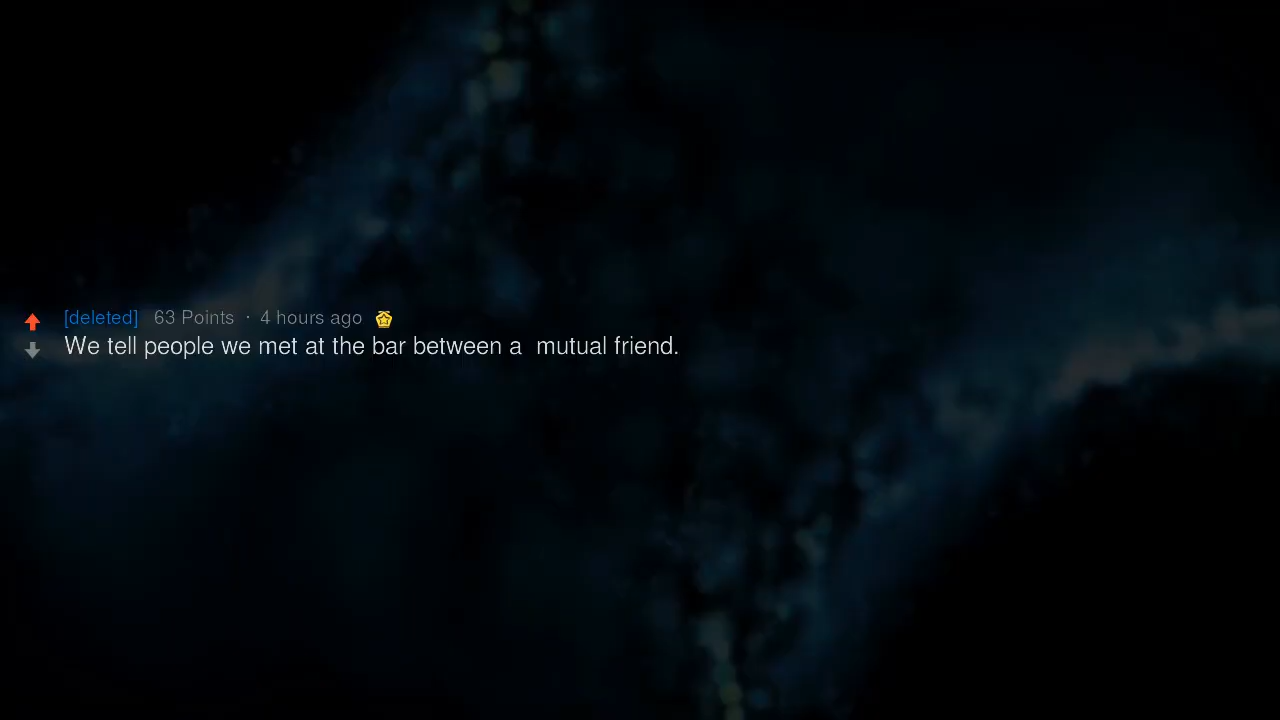 [deleted] 63 Points · 4 hours ago
We tell people we met at the bar between a  mutual friend.